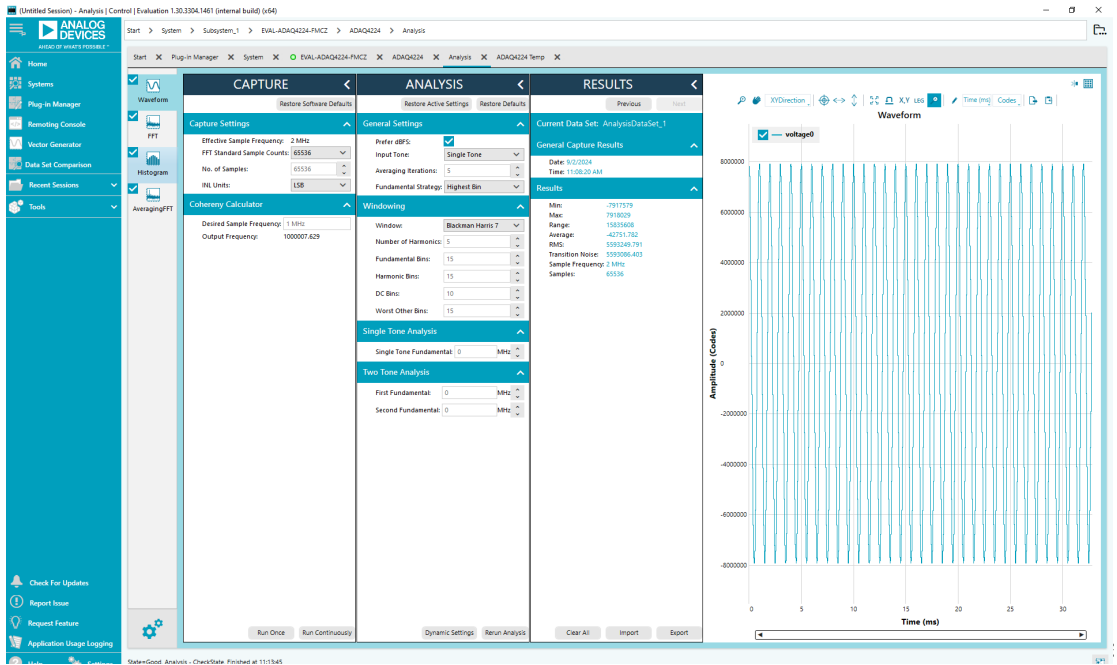 (Untitled Session) - Analysis | Control | Evaluation 1.30.3304.1461 (internal build) (x64)
ANALOG
DEVICES
AHEAD OF WHAT'S POSSIBLE™
Start > System > Subsystem_1 > EVAL-ADAQ4224-FMCZ > ADAQ4224 > Analysis
Home
Systems
Plug-in Manager
Remoting Console
Vector Generator
Data Set Comparison
Recent Sessions
Tools
Check For Updates
Report Issue
Request Feature
Application Usage Logging
Help
Settings
Start
Plug-in Manager
System
EVAL-ADAQ4224-FMCZ
ADAQ4224
Analysis
ADAQ4224 Temp
Waveform
FFT
Histogram
AveragingFFT
CAPTURE
Restore Software Defaults
Capture Settings
Effective Sample Frequency: 2 MHz
FFT Standard Sample Counts: 65536
No. of Samples: 65536
INL Units: LSB
Coherency Calculator
Desired Sample Frequency: 1 MHz
Output Frequency: 1000007.629
Run Once Run Continuously
ANALYSIS
Restore Active Settings Restore Defaults
General Settings
Prefer dBFS:
Input Tone: Single Tone
Averaging Iterations: 5
Fundamental Strategy: Highest Bin
Windowing
Window: Blackman Harris 7
Number of Harmonics: 5
Fundamental Bins: 15
Harmonic Bins: 15
DC Bins: 10
Worst Other Bins: 15
Single Tone Analysis
Single Tone Fundamental: 0 MHz
Two Tone Analysis
First Fundamental: 0 MHz
Second Fundamental: 0 MHz
Dynamic Settings Rerun Analysis
RESULTS
Previous Next
Current Data Set: AnalysisDataSet_1
General Capture Results
Date: 9/2/2024
Time: 11:08:20 AM
Results
Min: -7917579
Max: 7918029
Range: 15835608
Average: -42751.782
RMS: 5593249.791
Transition Noise: 5593086.403
Sample Frequency: 2 MHz
Samples: 65536
Clear All Import Export
XYDirection X,Y LEG Time (ms) Codes
Waveform
voltage0
8000000
6000000
4000000
2000000
0
-2000000
-4000000
-6000000
-8000000
Amplitude (Codes)
0 5 10 15 20 25 30
Time (ms)
State=Good Analysis - CheckState Finished at 11:13:45